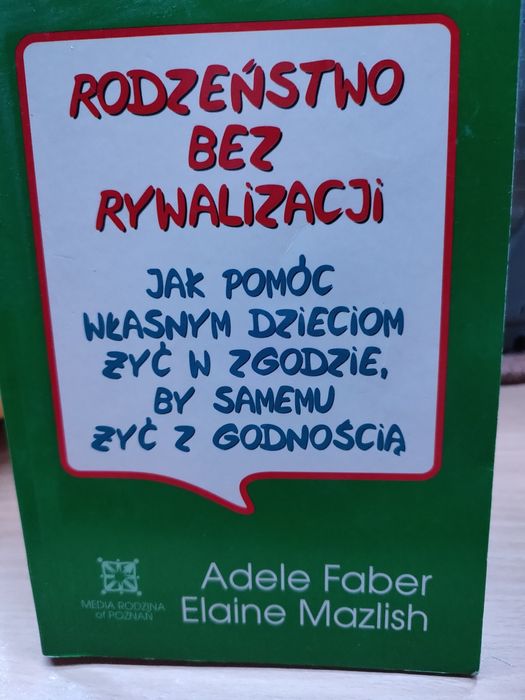 RODZEŃSTWO
BEZ
RYWALIZACJI
JAK POMÓC
WŁASNYM DZIECIOM
ŻYĆ W ZGODZIE,
BY SAMEMU
ŻYĆ Z GODNOŚCIĄ
Adele Faber
Elaine Mazlish
MEDIA RODZINA
of POZNAŃ